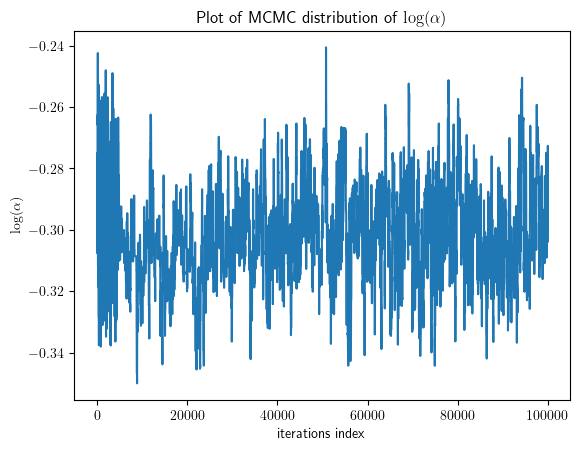 Plot of MCMC distribution of log(α)
−0.24
−0.26
−0.28
−0.30
−0.32
−0.34
log(α)
0 20000 40000 60000 80000 100000
iterations index